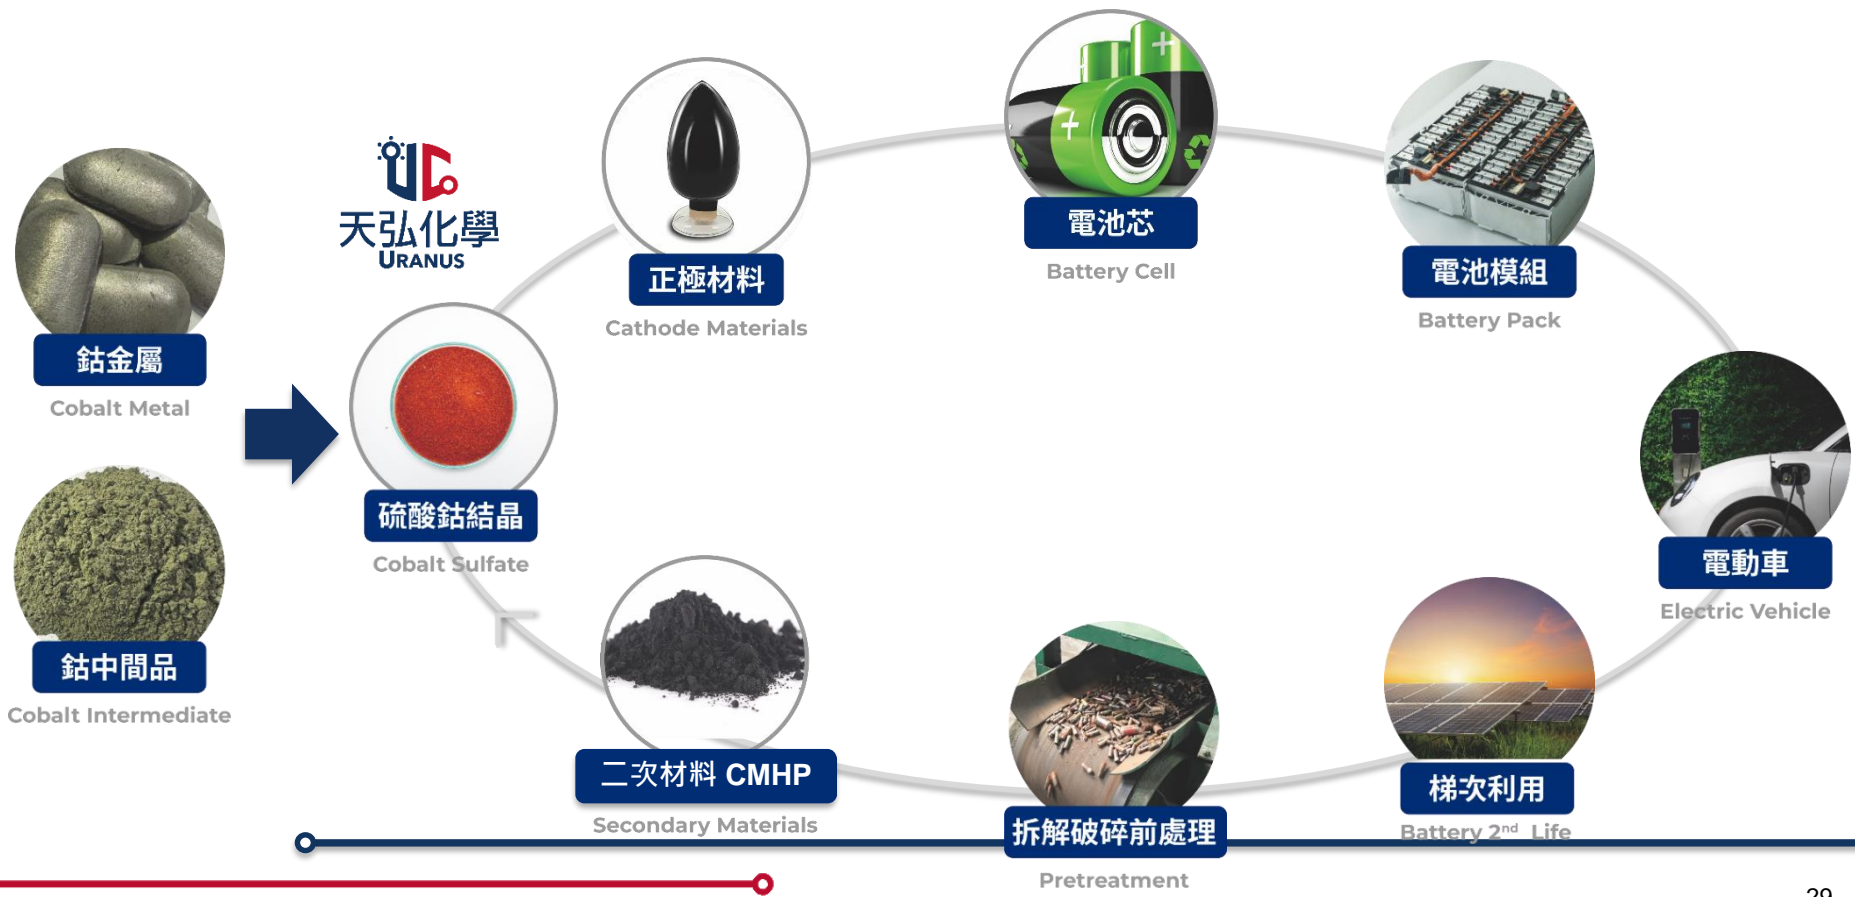 天弘化學
URANUS
鈷金屬
Cobalt Metal
鈷中間品
Cobalt Intermediate
硫酸鈷結晶
Cobalt Sulfate
正極材料
Cathode Materials
電池芯
Battery Cell
電池模組
Battery Pack
電動車
Electric Vehicle
梯次利用
Battery 2nd Life
拆解破碎前處理
Pretreatment
二次材料 CMHP
Secondary Materials
29